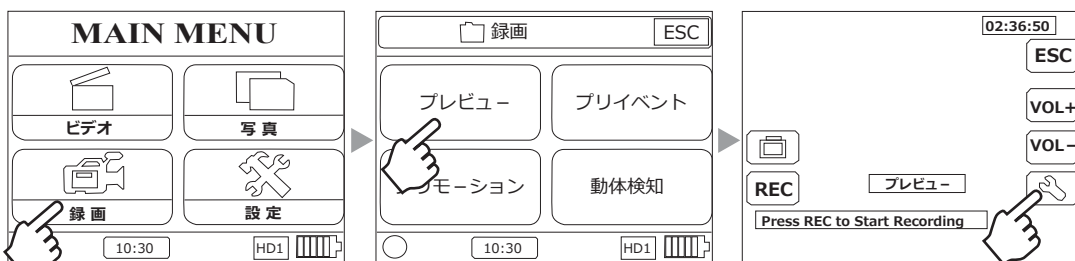 MAIN MENU
ビデオ
写真
録画
設定
10:30
HD1
録画
ESC
プレビュー
プリイベント
モーション
動体検知
10:30
HD1
02:36:50
ESC
VOL+
VOL−
REC
プレビュー
Press REC to Start Recording